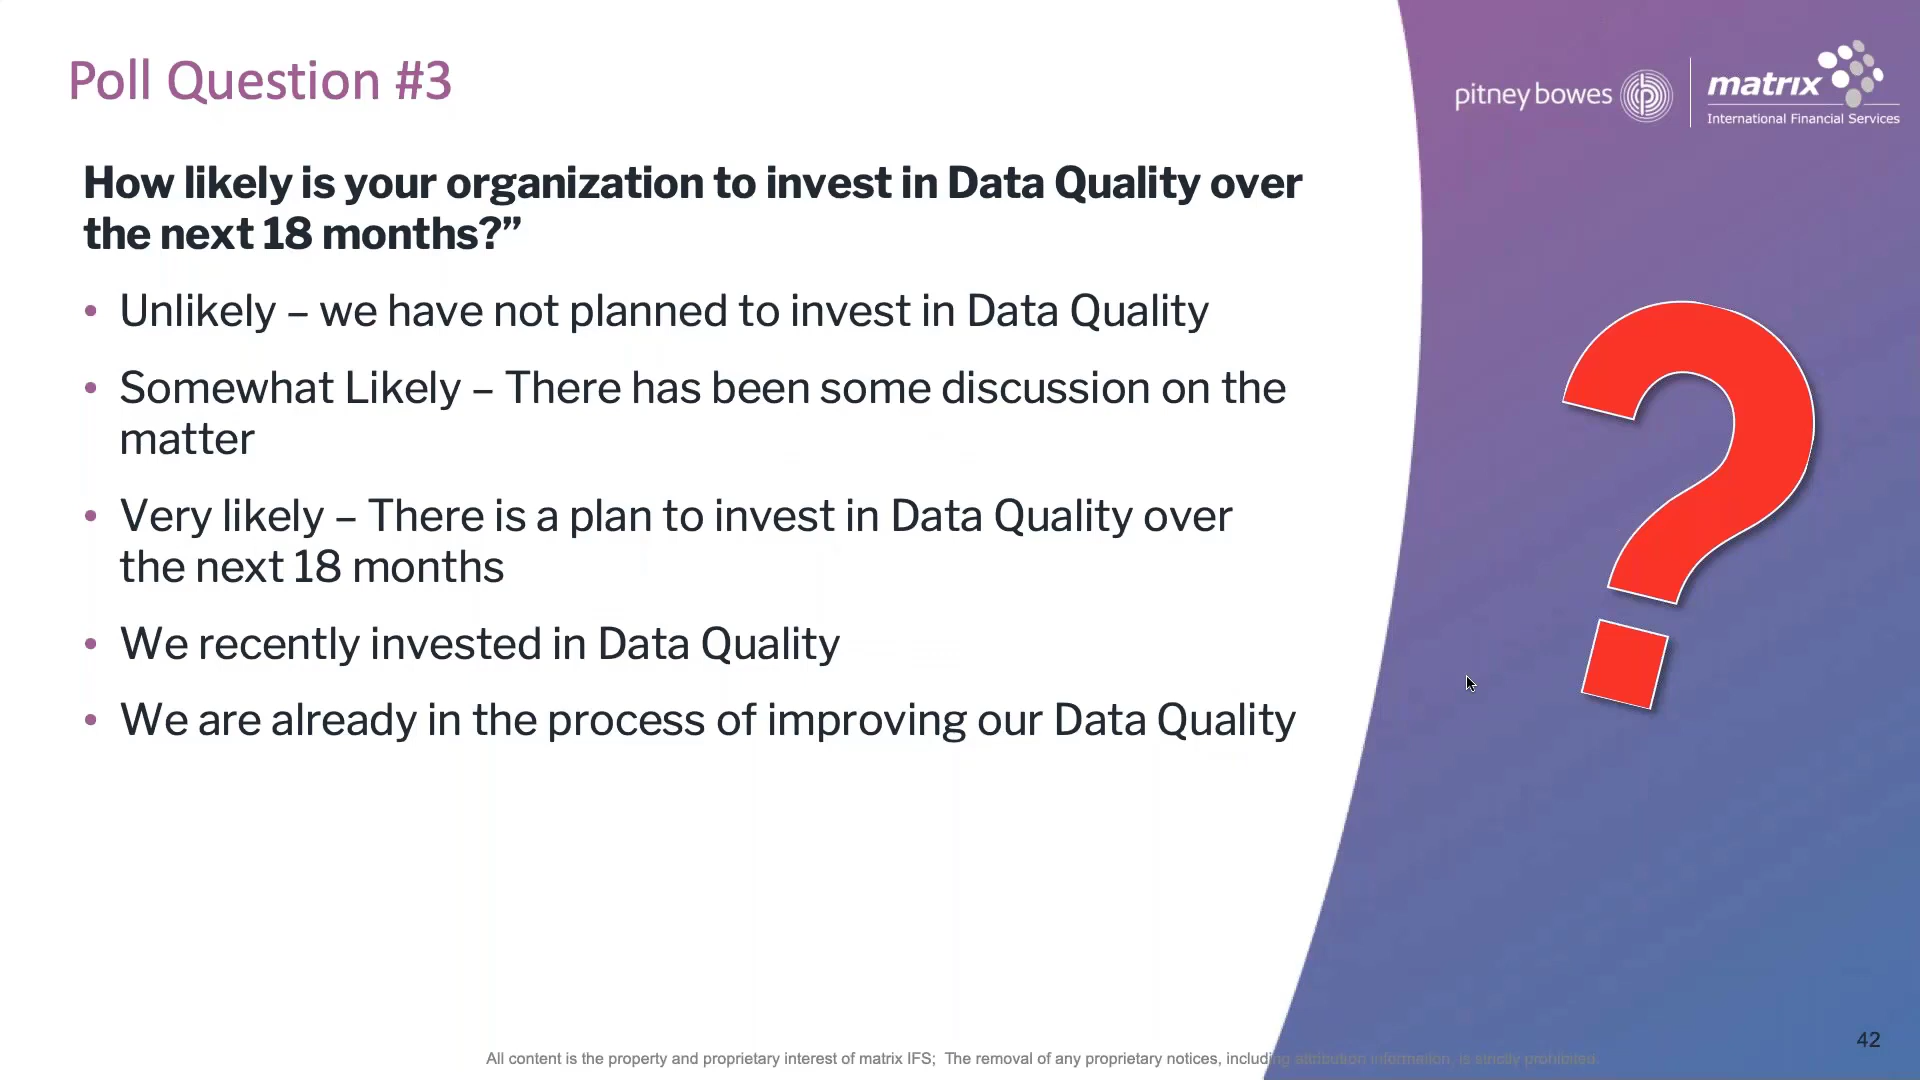 Poll Question #3
pitney bowes
matrix
International Financial Services
How likely is your organization to invest in Data Quality over
the next 18 months?”
• Unlikely – we have not planned to invest in Data Quality
• Somewhat Likely – There has been some discussion on the
matter
• Very likely – There is a plan to invest in Data Quality over
the next 18 months
• We recently invested in Data Quality
• We are already in the process of improving our Data Quality
?
42
All content is the property and proprietary interest of matrix IFS; The removal of any proprietary notices, including attribution information, is strictly prohibited.